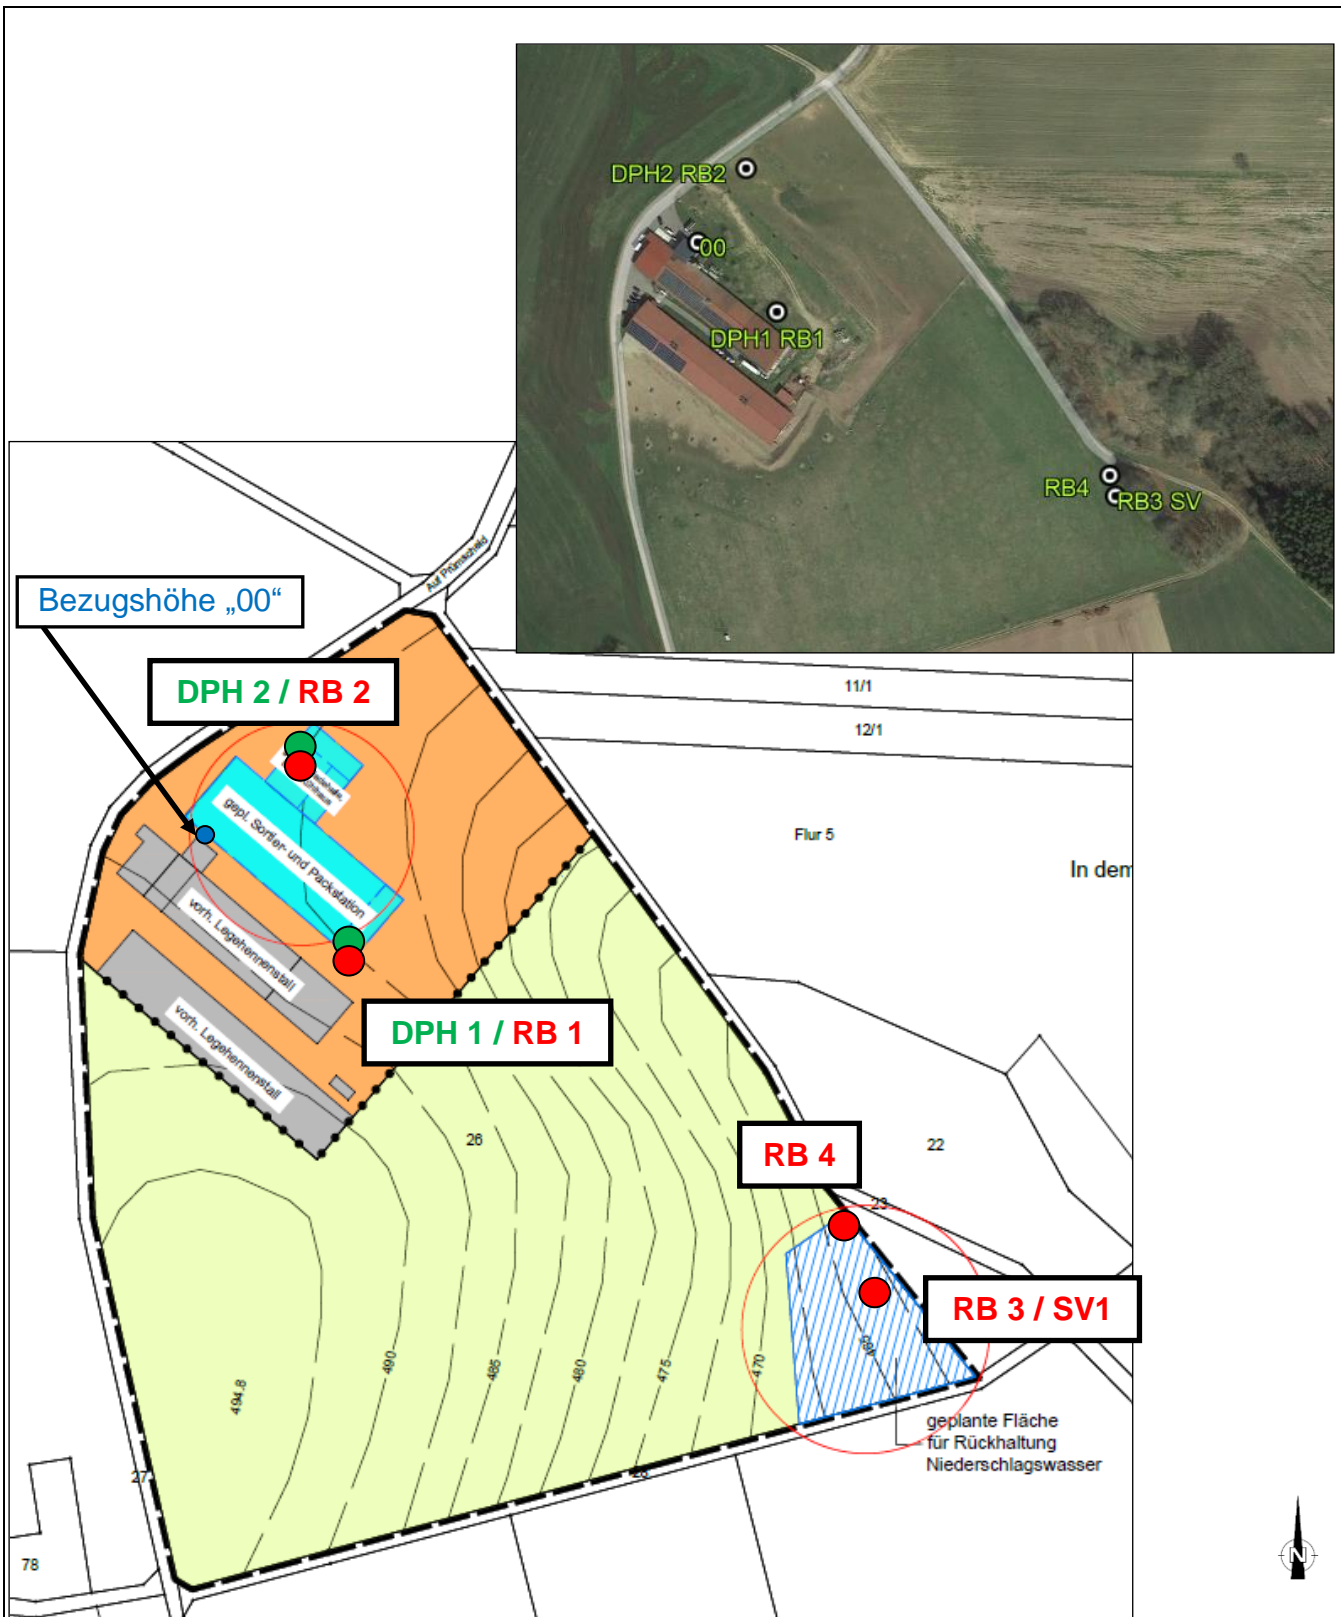 DPH2 RB2
00
DPH1 RB1
RB4
RB3 SV
Auf Prümscheid
Bezugshöhe „00“
DPH 2 / RB 2
11/1
12/1
gepl. Sortier- und Packstation
Flur 5
In dem
vorh. Legehennenstall
vorh. Legehennenstall
DPH 1 / RB 1
26
22
RB 4
23
RB 3 / SV1
465
470
475
480
485
490
494.8
geplante Fläche
für Rückhaltung
Niederschlagswasser
27
28
78
N